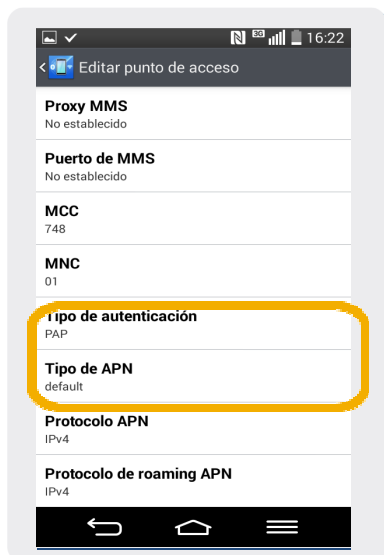 3G 16:22
Editar punto de acceso
Proxy MMS
No establecido
Puerto de MMS
No establecido
MCC
748
MNC
01
Tipo de autenticación
PAP
Tipo de APN
default
Protocolo APN
IPv4
Protocolo de roaming APN
IPv4